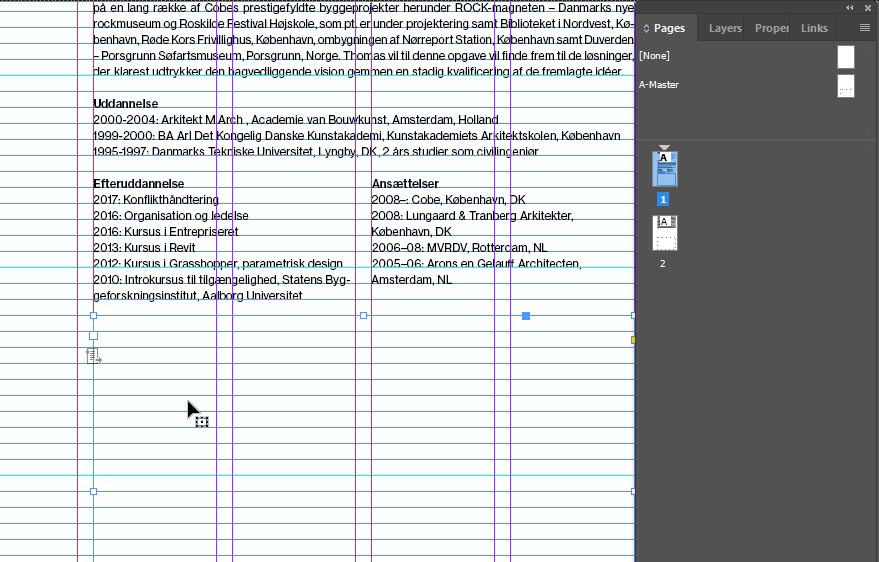 på en lang række af Cobes prestigefyldte byggeprojekter herunder ROCK-magneten – Danmarks nye
rockmuseum og Roskilde Festival Højskole, som pt. er under projektering samt Biblioteket i Nordvest, Kø-
benhavn, Røde Kors Frivillighus, København, ombygningen af Nørreport Station, København samt Duverden
– Porsgrunn Søfartsmuseum, Porsgrunn, Norge. Thomas vil til denne opgave vil finde frem til de løsninger,
der klarest udtrykker den bagvedliggende vision gemmen en stadig kvalificering af de fremlagte idéer.
Uddannelse
2000-2004: Arkitekt M Arch , Academie van Bouwkunst, Amsterdam, Holland
1999-2000: BA Arl Det Kongelig Danske Kunstakademi, Kunstakademiets Arkitektskolen, København
1995-1997: Danmarks Tekniske Universitet, Lyngby, DK, 2 års studier som civilingeniør
Efteruddannelse
2017: Konflikthåndtering
2016: Organisation og ledelse
2016: Kursus i Entrepriseret
2013: Kursus i Revit
2012: Kursus i Grasshopper, parametrisk design
2010: Introkursus til tilgængelighed, Statens Byg-
geforskningsinstitut, Aalborg Universitet
Ansættelser
2008–: Cobe, København, DK
2008: Lungaard & Tranberg Arkitekter,
København, DK
2006–08: MVRDV, Rotterdam, NL
2005–06: Arons en Gelauff Architecten,
Amsterdam, NL
Pages Layers Proper Links
[None]
A-Master
A
1
A
2